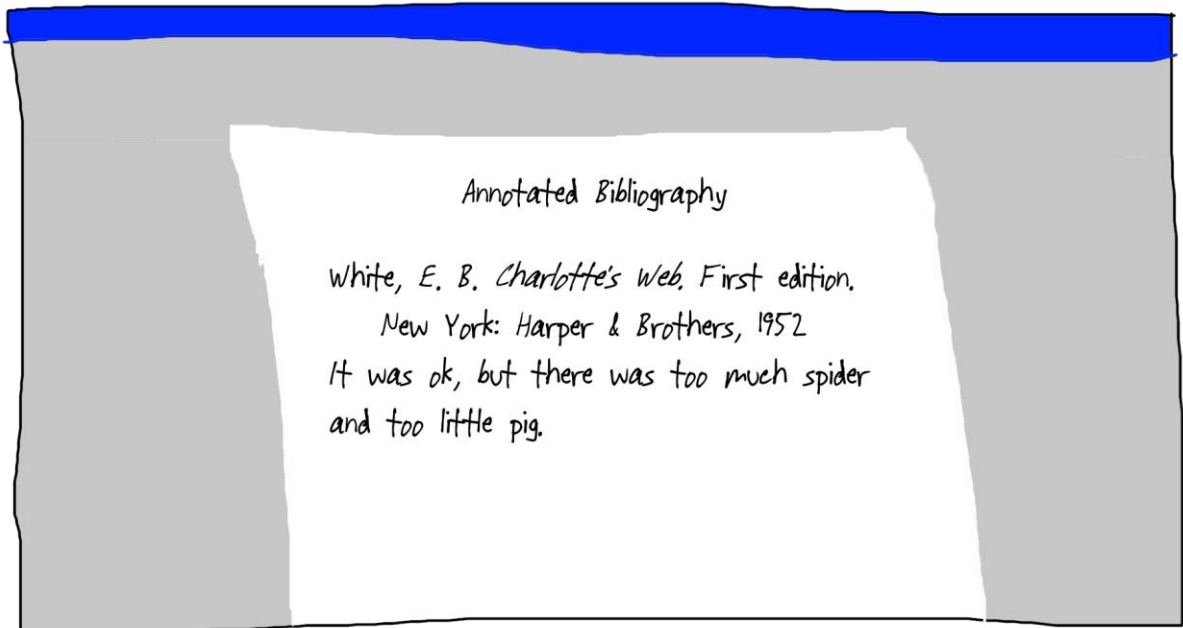 Annotated Bibliography
White, E. B. Charlotte's Web. First edition.
New York: Harper & Brothers, 1952
It was ok, but there was too much spider
and too little pig.